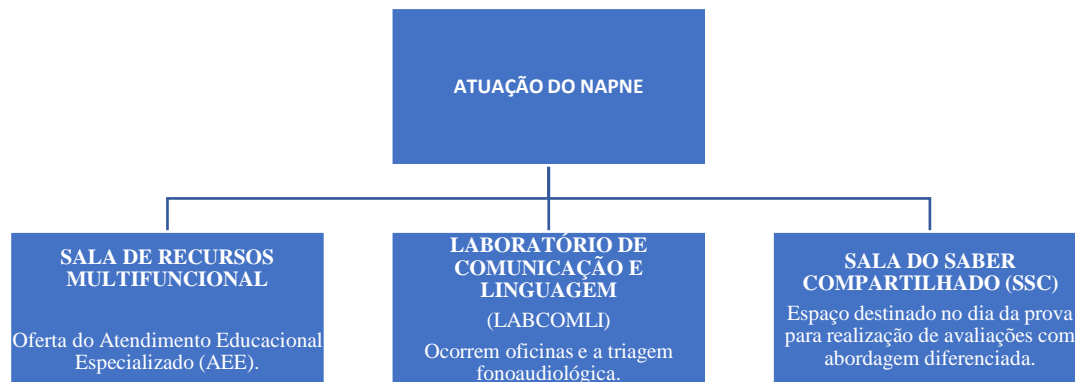 ATUAÇÃO DO NAPNE
SALA DE RECURSOS
MULTIFUNCIONAL
Oferta do Atendimento Educacional
Especializado (AEE).
LABORATÓRIO DE
COMUNICAÇÃO E
LINGUAGEM
(LABCOMLI)
Ocorrem oficinas e a triagem
fonoaudiológica.
SALA DO SABER
COMPARTILHADO (SSC)
Espaço destinado no dia da prova
para realização de avaliações com
abordagem diferenciada.